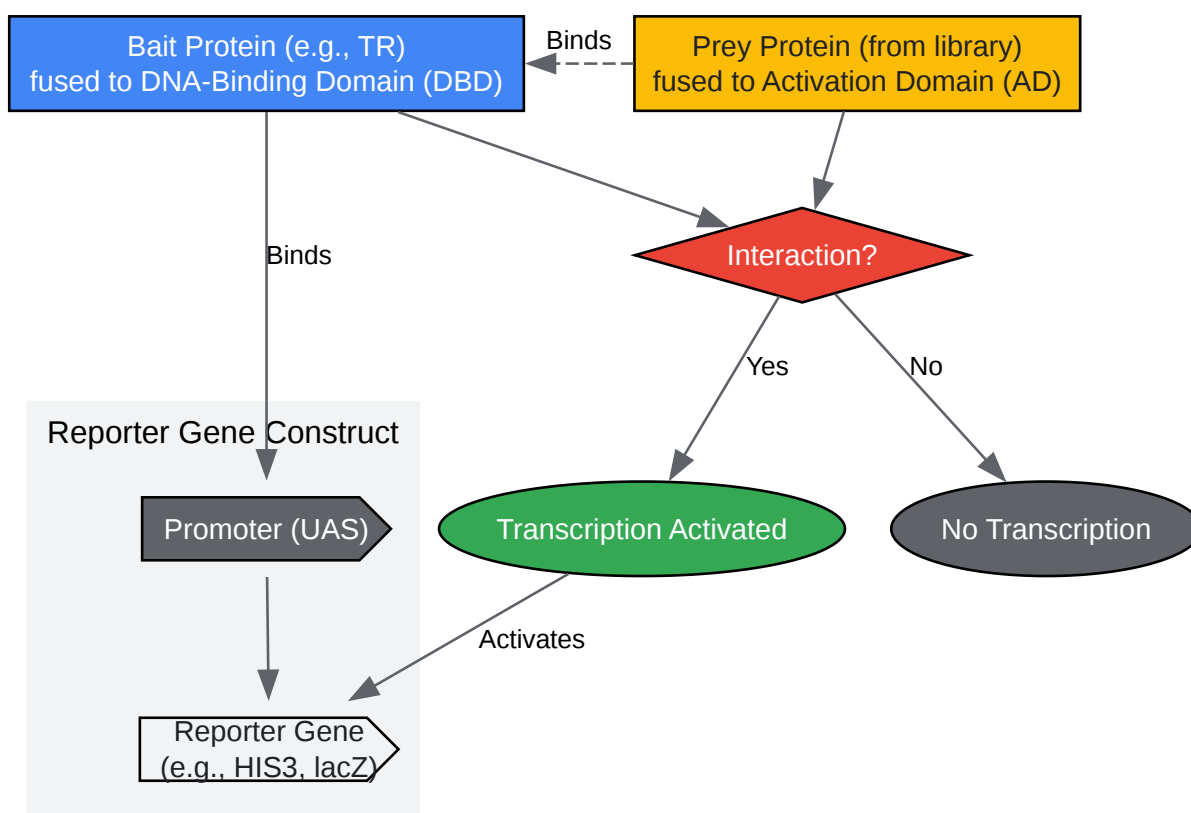 Bait Protein (e.g., TR)
fused to DNA-Binding Domain (DBD)
Binds
Prey Protein (from library)
fused to Activation Domain (AD)
Binds
Interaction?
Yes
No
Reporter Gene Construct
Promoter (UAS)
Transcription Activated
No Transcription
Activates
Reporter Gene
(e.g., HIS3, lacZ)